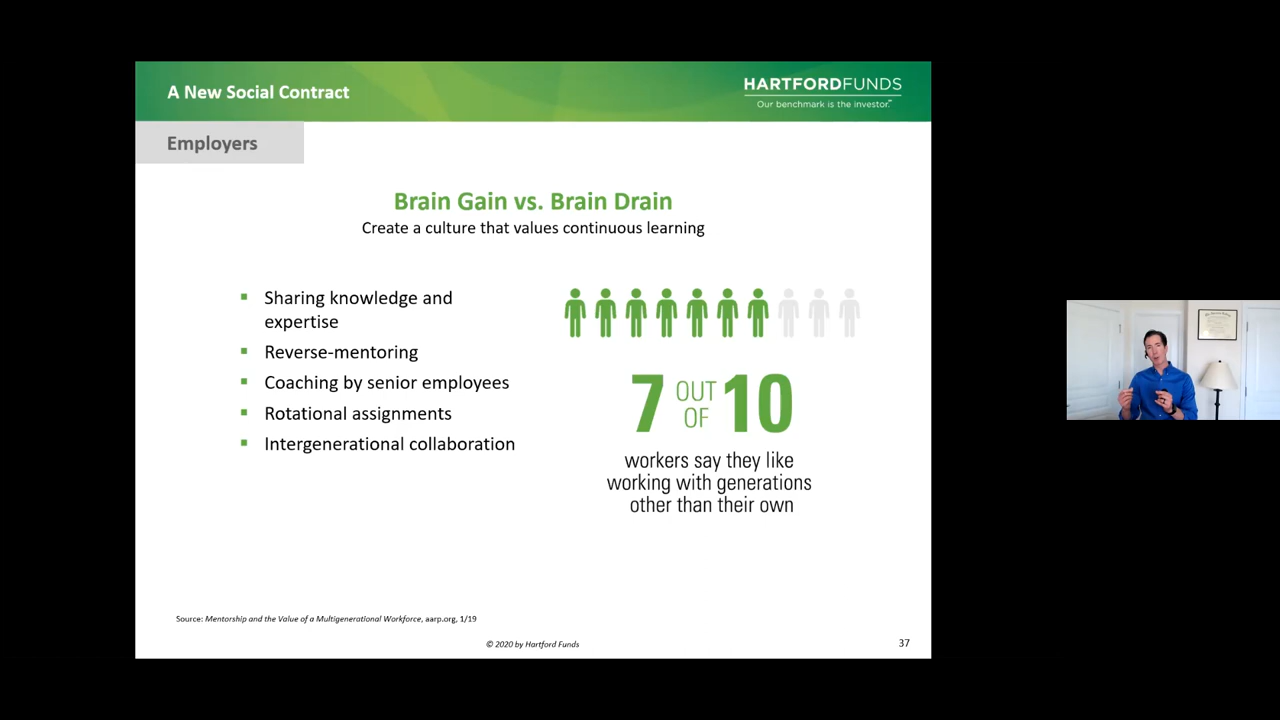 A New Social Contract
HARTFORDFUNDS
Our benchmark is the investor.™
Employers
Brain Gain vs. Brain Drain
Create a culture that values continuous learning
▪ Sharing knowledge and
expertise
▪ Reverse-mentoring
▪ Coaching by senior employees
▪ Rotational assignments
▪ Intergenerational collaboration
7 OUT OF 10
workers say they like
working with generations
other than their own
Source: Mentorship and the Value of a Multigenerational Workforce, aarp.org, 1/19
© 2020 by Hartford Funds
37